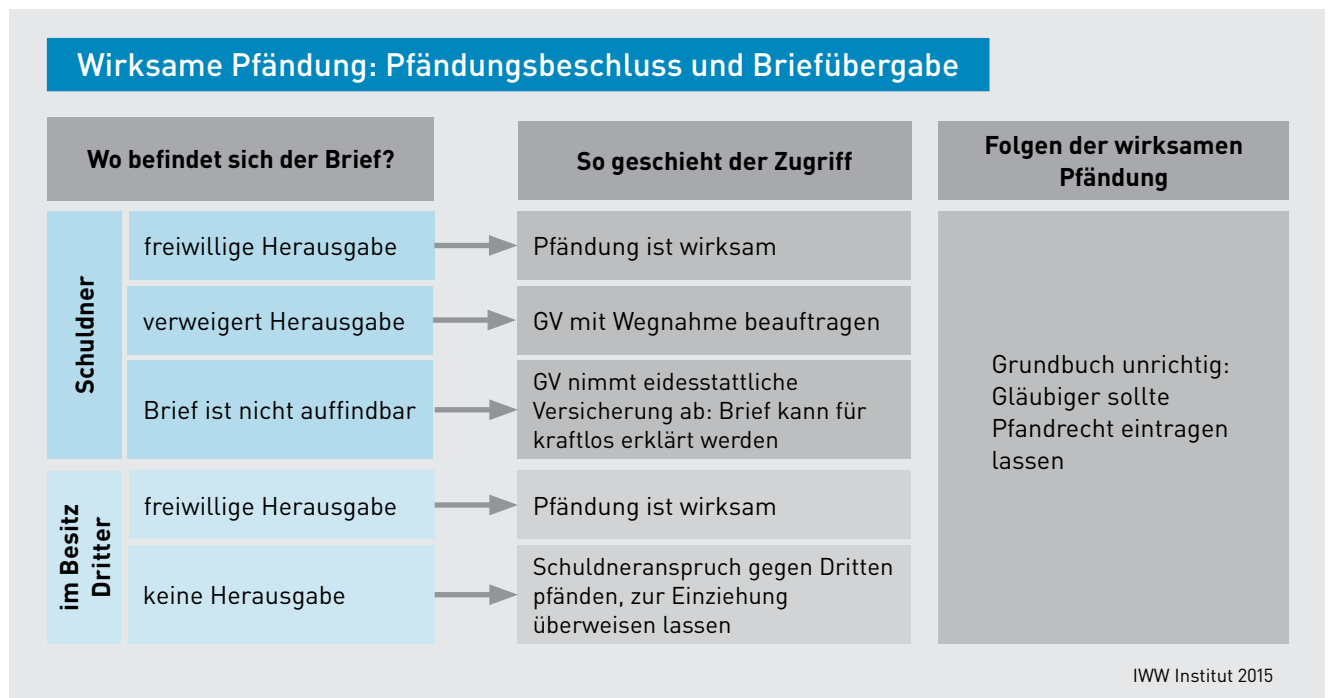 Wirksame Pfändung: Pfändungsbeschluss und Briefübergabe
Wo befindet sich der Brief?
So geschieht der Zugriff
Folgen der wirksamen
Pfändung
Schuldner
freiwillige Herausgabe
Pfändung ist wirksam
verweigert Herausgabe
GV mit Wegnahme beauftragen
Brief ist nicht auffindbar
GV nimmt eidesstattliche
Versicherung ab: Brief kann für
kraftlos erklärt werden
im Besitz
Dritter
freiwillige Herausgabe
Pfändung ist wirksam
keine Herausgabe
Schuldneranspruch gegen Dritten
pfänden, zur Einziehung
überweisen lassen
Grundbuch unrichtig:
Gläubiger sollte
Pfandrecht eintragen
lassen
IWW Institut 2015